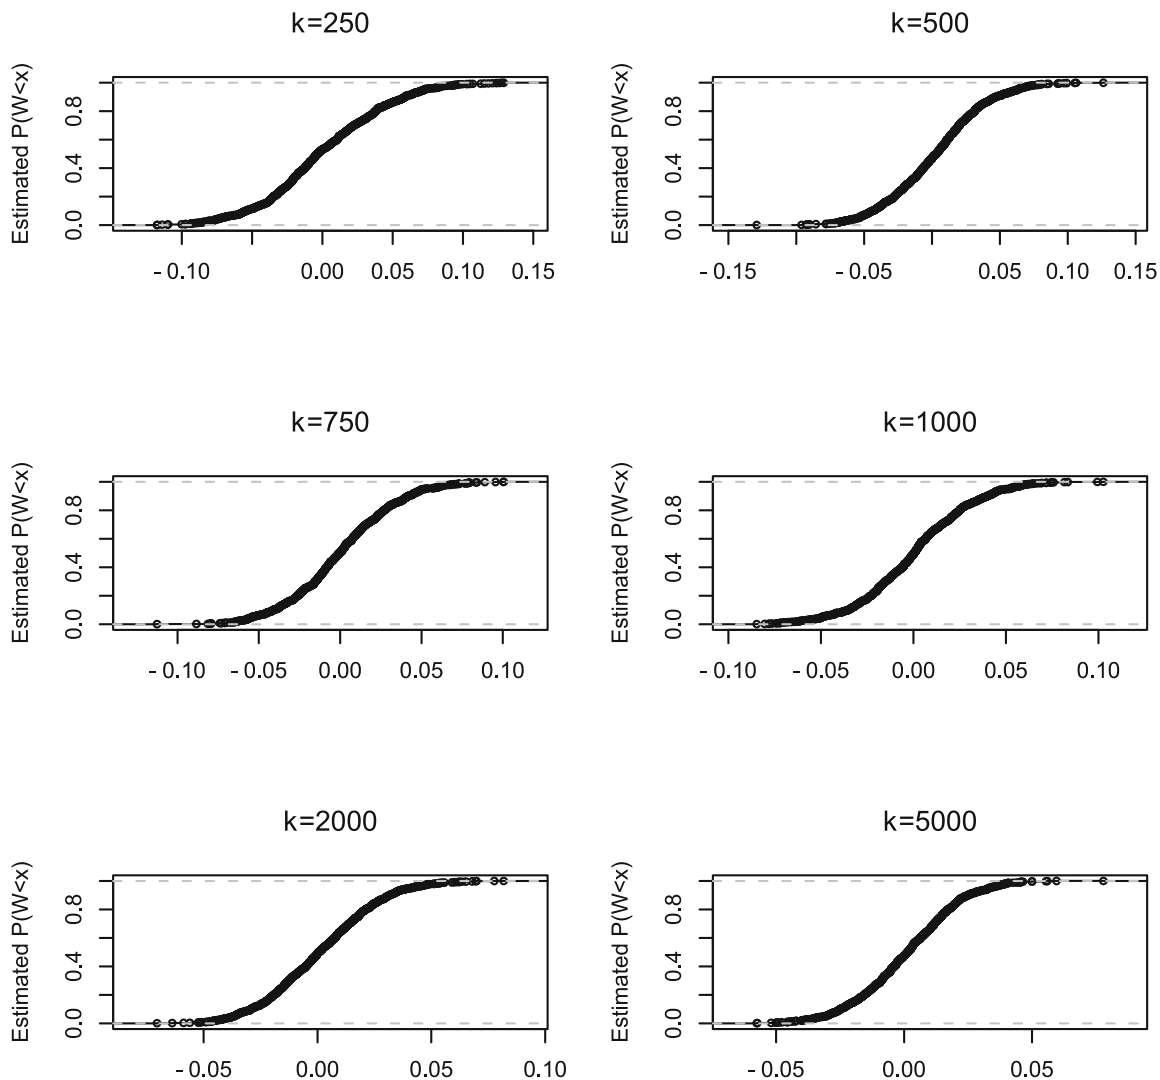 k=250
Estimated P(W<x)
0.0 0.4 0.8
-0.10 0.00 0.05 0.10 0.15
k=500
Estimated P(W<x)
0.0 0.4 0.8
-0.15 -0.05 0.05 0.10 0.15
k=750
Estimated P(W<x)
0.0 0.4 0.8
-0.10 -0.05 0.00 0.05 0.10
k=1000
Estimated P(W<x)
0.0 0.4 0.8
-0.10 -0.05 0.00 0.05 0.10
k=2000
Estimated P(W<x)
0.0 0.4 0.8
-0.05 0.00 0.05 0.10
k=5000
Estimated P(W<x)
0.0 0.4 0.8
-0.05 0.00 0.05